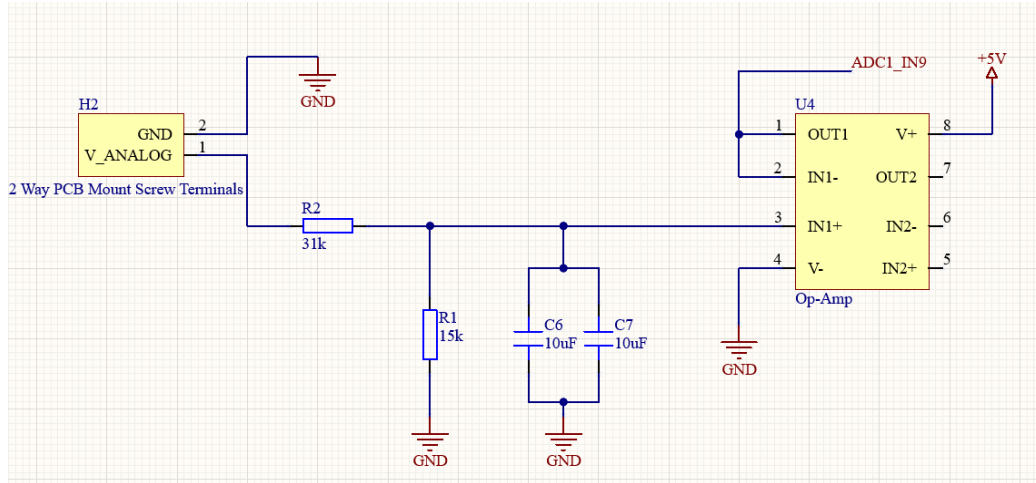 ADC1_IN9
+5V
GND
H2
U4
GND 2
V_ANALOG 1
2 Way PCB Mount Screw Terminals
1 OUT1 V+ 8
2 IN1- OUT2 7
3 IN1+ IN2- 6
4 V- IN2+ 5
Op-Amp
R2
31k
R1
15k
C6
10uF
C7
10uF
GND
GND
GND